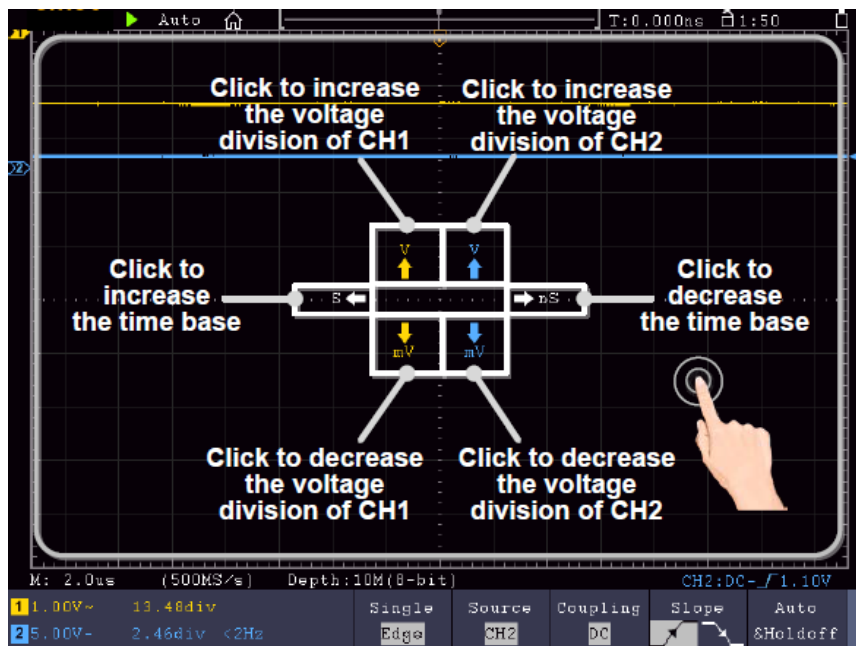 Auto
T:0.000ns
1:50
1
2
Click to increase
the voltage
division of CH1
Click to increase
the voltage
division of CH2
V
V
Click to
increase
the time base
S
nS
Click to
decrease
the time base
mV
mV
Click to decrease
the voltage
division of CH1
Click to decrease
the voltage
division of CH2
M: 2.0us (500MS/s) Depth:10M(8-bit)
CH2:DC- 1.10V
1 1.00V~ 13.48div
2 5.00V- 2.46div <2Hz
Single
Edge
Source
CH2
Coupling
DC
Slope
Auto
&Holdoff